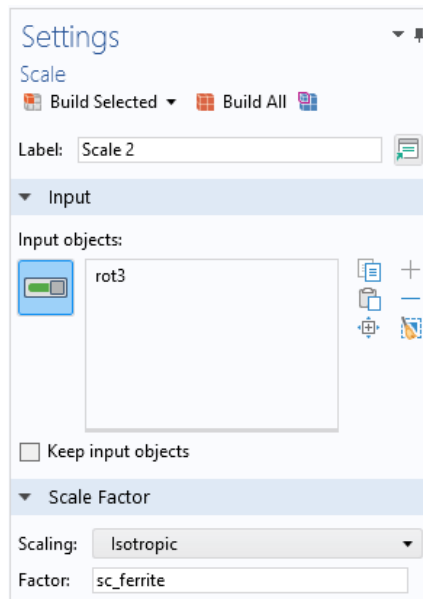 Settings
Scale
Build Selected Build All
Label: Scale 2
Input
Input objects:
rot3
Keep input objects
Scale Factor
Scaling: Isotropic
Factor: sc_ferrite